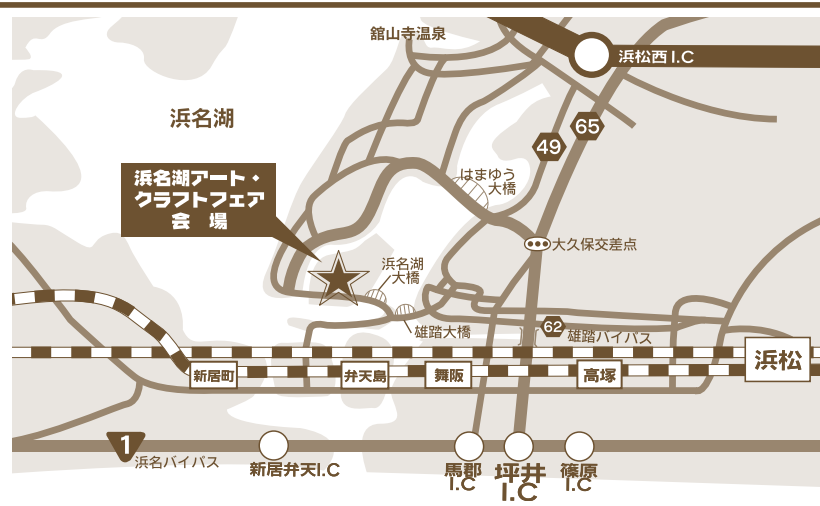 舘山寺温泉
浜松西I.C
浜名湖
65
49
はまゆう
大橋
浜名湖アート・
クラフトフェア
会　場
大久保交差点
浜名湖
大橋
雄踏大橋
62
雄踏バイパス
浜松
新居町
弁天島
舞阪
高塚
1
浜名バイパス
新居弁天I.C
馬郡
I.C
坪井
I.C
篠原
I.C